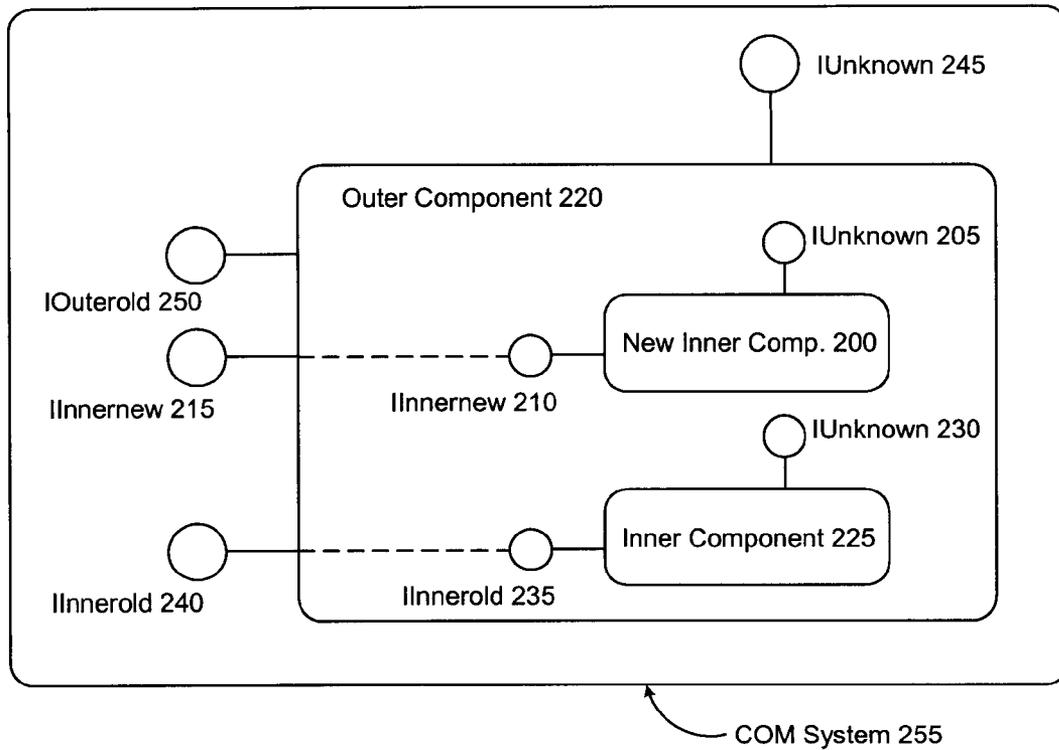 IUnknown 245
Outer Component 220
IUnknown 205
IOuterold 250
New Inner Comp. 200
IInnernew 215
IInnernew 210
IUnknown 230
Inner Component 225
IInnerold 240
IInnerold 235
COM System 255